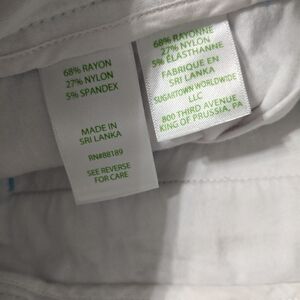 68% RAYON
27% NYLON
5% SPANDEX
MADE IN
SRI LANKA
RN#88189
SEE REVERSE
FOR CARE
68% RAYONNE
27% NYLON
5% ÉLASTHANNE
FABRIQUE EN
SRI LANKA
SUGARTOWN WORLDWIDE
LLC
800 THIRD AVENUE
KING OF PRUSSIA, PA